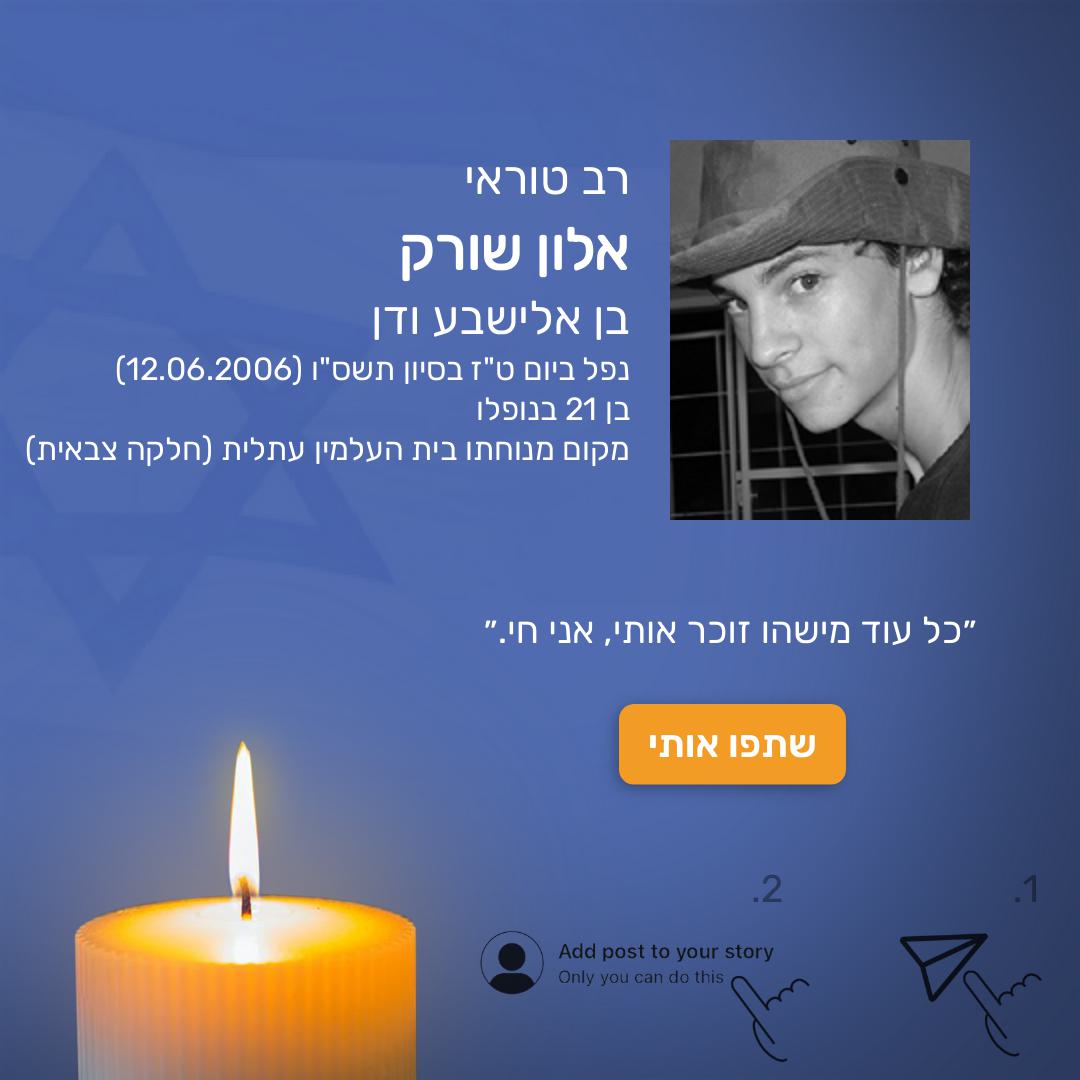 רב טוראי
אלון שורק
בן אלישבע ודן
נפל ביום ט"ז בסיון תשס"ו (12.06.2006)
בן 21 בנופלו
מקום מנוחתו בית העלמין עתלית (חלקה צבאית)
״כל עוד מישהו זוכר אותי, אני חי.״
שתפו אותי
.1
.2
Add post to your story
Only you can do this